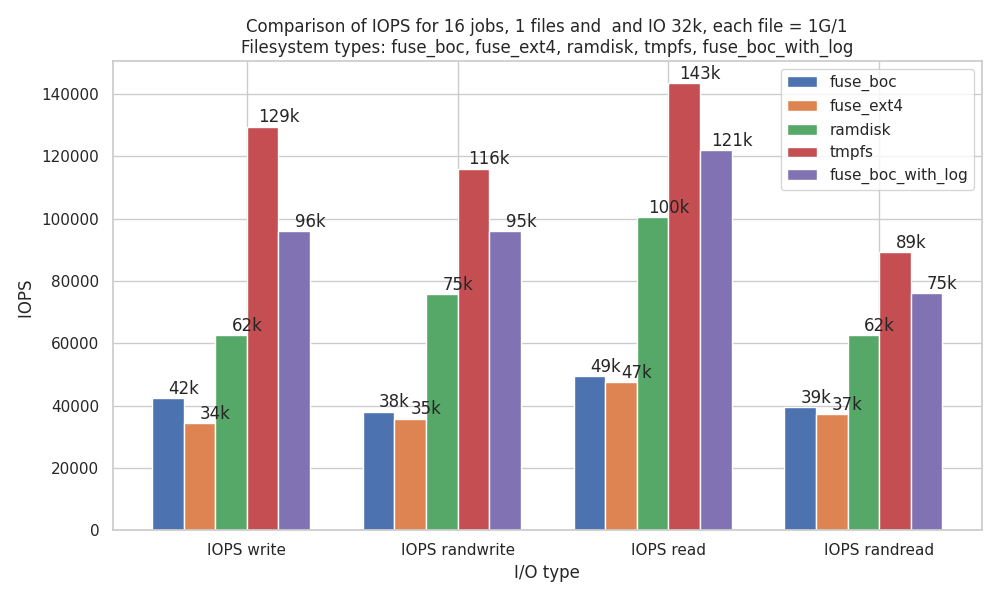 Comparison of IOPS for 16 jobs, 1 files and  and IO 32k, each file = 1G/1
Filesystem types: fuse_boc, fuse_ext4, ramdisk, tmpfs, fuse_boc_with_log
IOPS
140000
120000
100000
80000
60000
40000
20000
0
42k
34k
62k
129k
96k
38k
35k
75k
116k
95k
49k
47k
100k
143k
121k
39k
37k
62k
89k
75k
fuse_boc
fuse_ext4
ramdisk
tmpfs
fuse_boc_with_log
IOPS write
IOPS randwrite
IOPS read
IOPS randread
I/O type